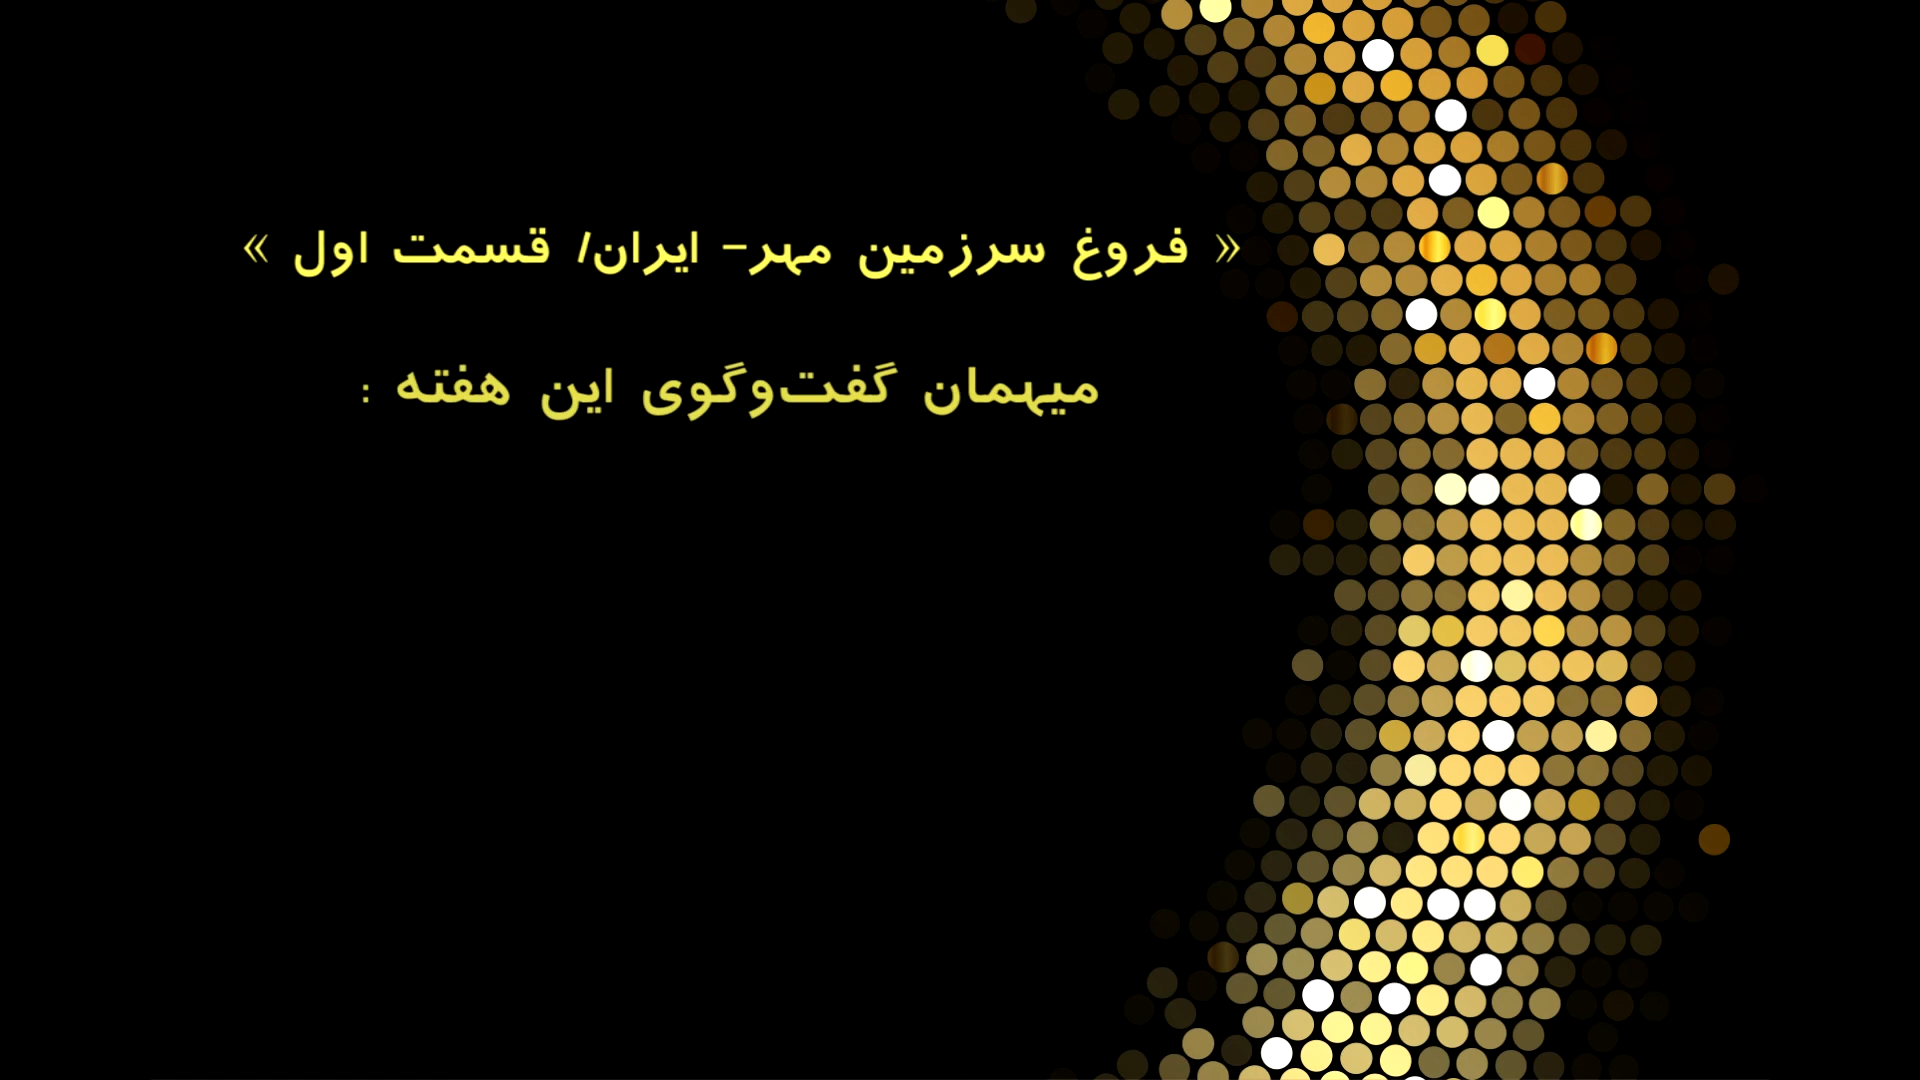 « فروغ سرزمین مهر– ایران/ قسمت اول »
میهمان گفت‌وگوی این هفته :